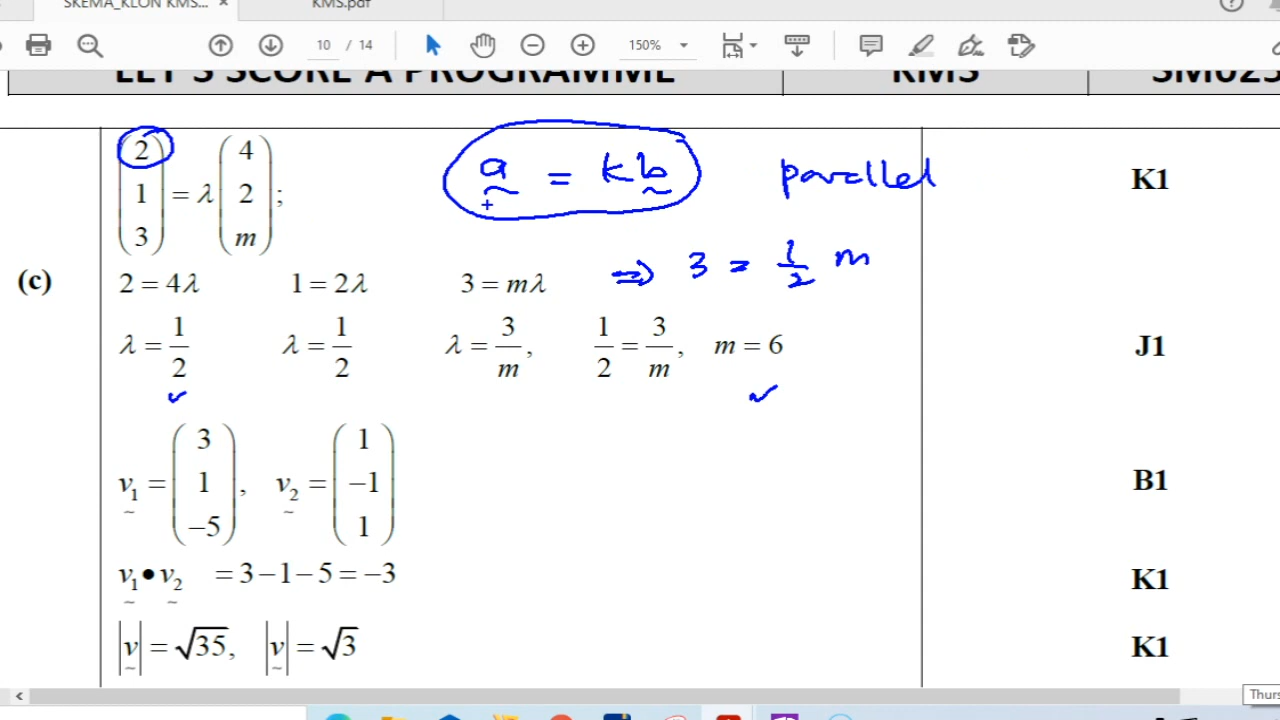 SKEMA_KLON KMS... × KMS.pdf
10 / 14 150%
LET'S SCORE A PROGRAMME KMS SM025
(2 1 3) = λ (4 2 m); a = kb parallel K1
⇒ 3 = 1/2 m
(c) 2 = 4λ 1 = 2λ 3 = mλ
λ = 1/2 λ = 1/2 λ = 3/m, 1/2 = 3/m, m = 6 J1
v₁ = (3 1 −5), v₂ = (1 −1 1) B1
v₁ • v₂ = 3 − 1 − 5 = −3 K1
|v| = √35, |v| = √3 K1
Thurs